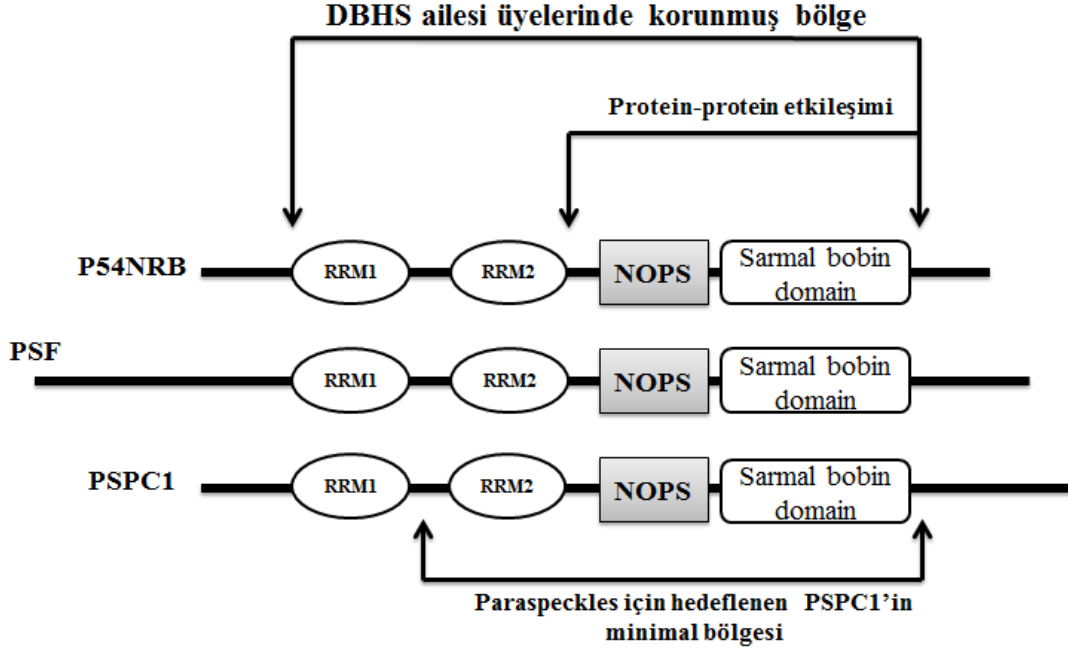 DBHS ailesi üyelerinde korunmuş bölge
Protein-protein etkileşimi
P54NRB
RRM1
RRM2
NOPS
Sarmal bobin
domain
PSF
RRM1
RRM2
NOPS
Sarmal bobin
domain
PSPC1
RRM1
RRM2
NOPS
Sarmal bobin
domain
Paraspeckles için hedeflenen PSPC1’in
minimal bölgesi